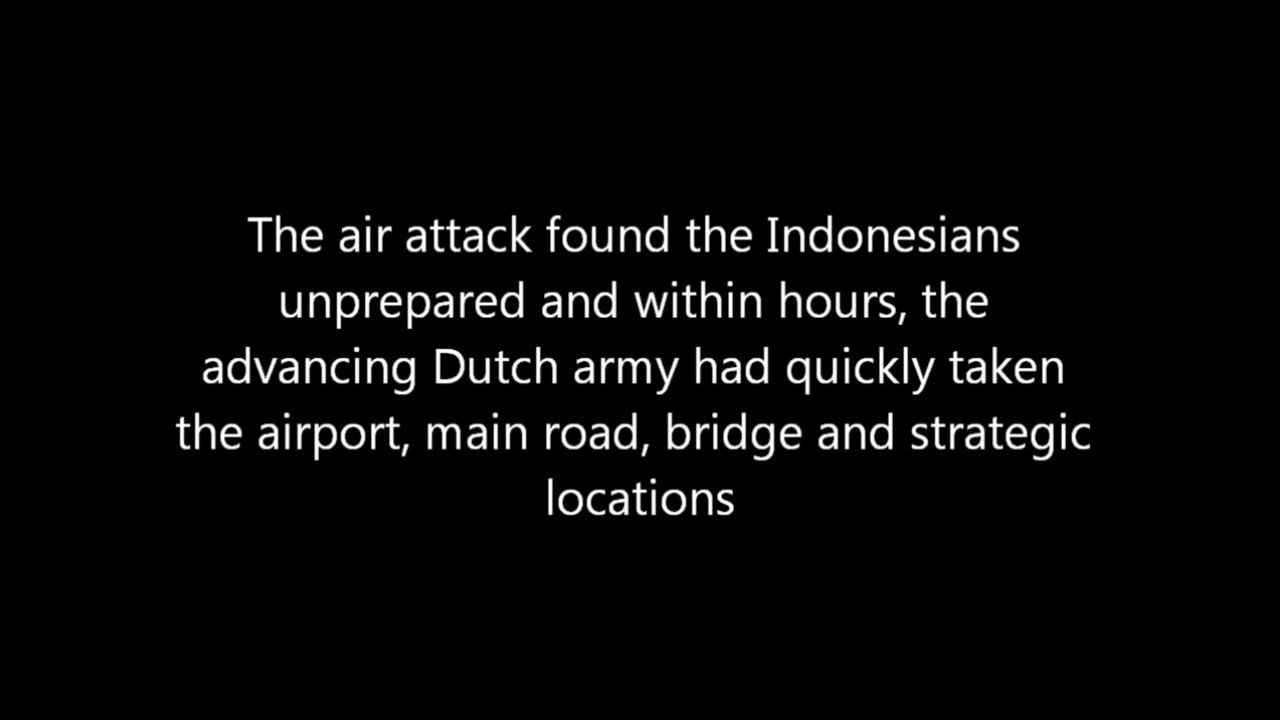 The air attack found the Indonesians
unprepared and within hours, the
advancing Dutch army had quickly taken
the airport, main road, bridge and strategic
locations